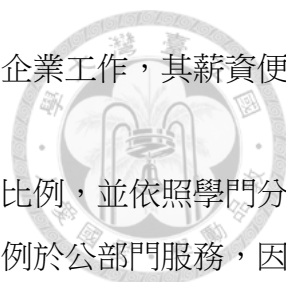 企業工作，其薪資便
比例，並依照學門分
例於公部門服務，因